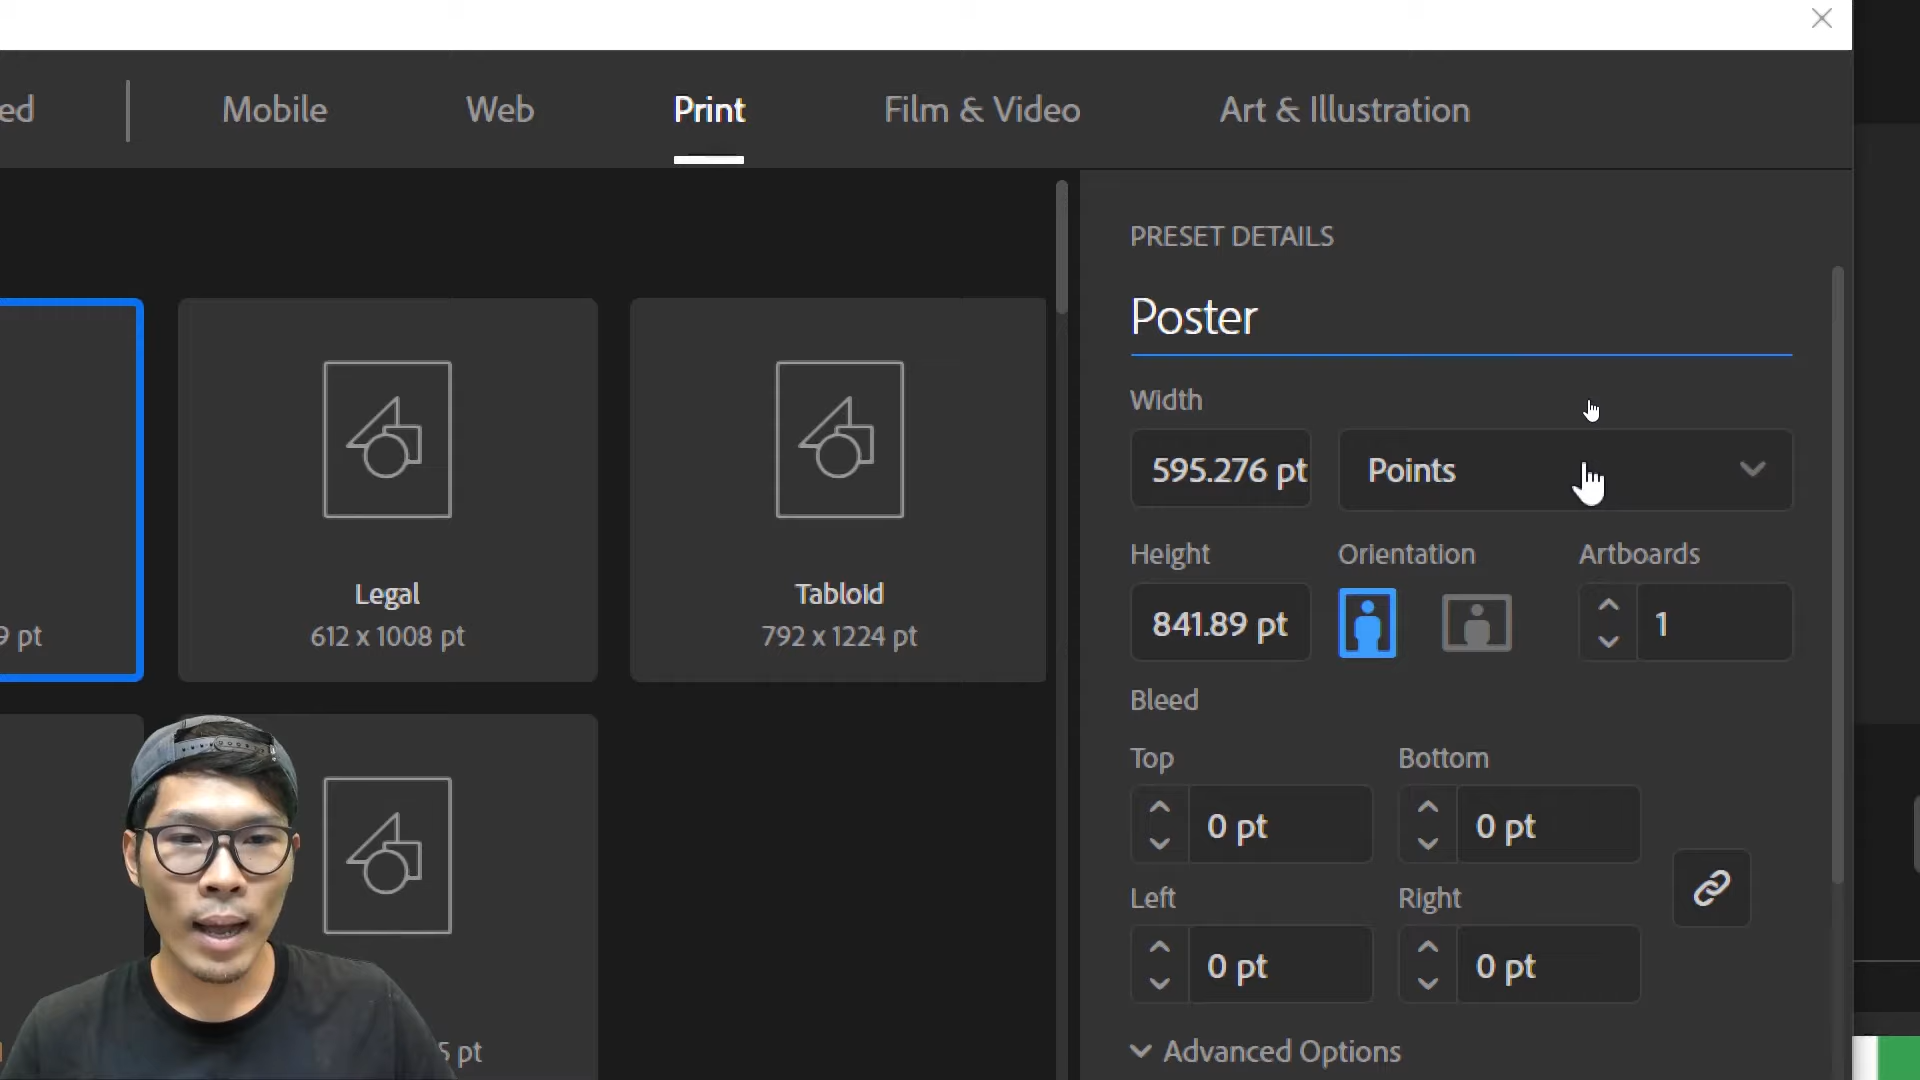 ed
Mobile
Web
Print
Film & Video
Art & Illustration
PRESET DETAILS
Poster
Width
595.276 pt
Points
Height
Orientation
Artboards
841.89 pt
1
Bleed
Top
Bottom
0 pt
0 pt
Left
Right
0 pt
0 pt
Advanced Options
9 pt
Legal
612 x 1008 pt
Tabloid
792 x 1224 pt
5 pt